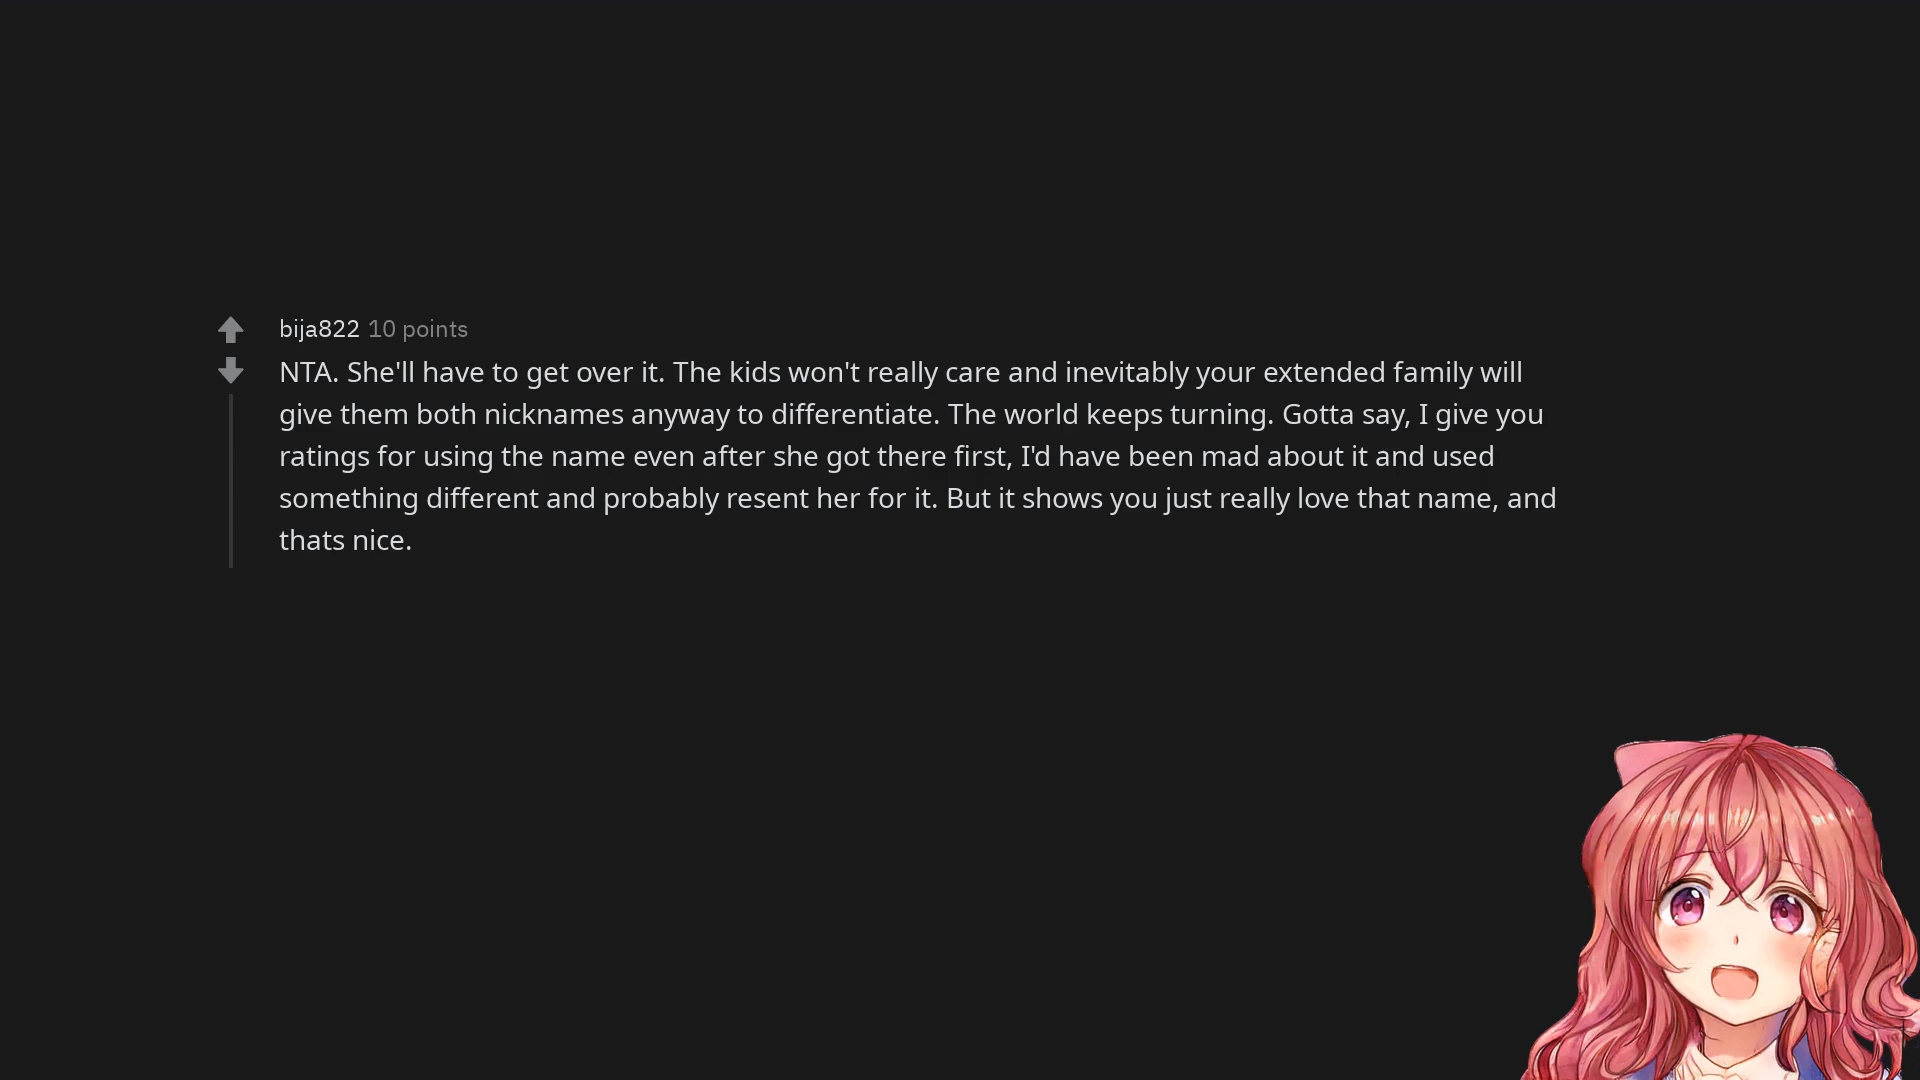 bija822 10 points
NTA. She'll have to get over it. The kids won't really care and inevitably your extended family will
give them both nicknames anyway to differentiate. The world keeps turning. Gotta say, I give you
ratings for using the name even after she got there first, I'd have been mad about it and used
something different and probably resent her for it. But it shows you just really love that name, and
thats nice.